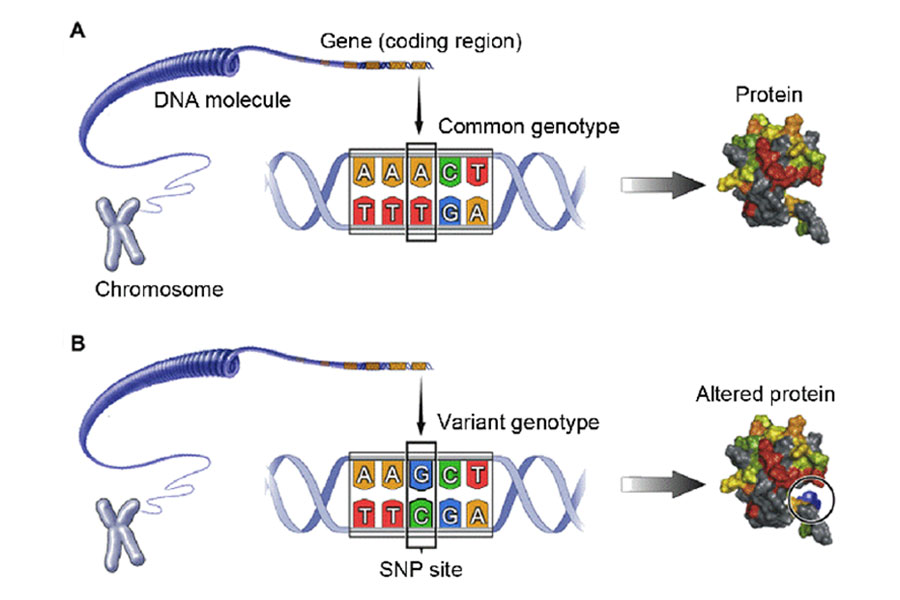 A
Gene (coding region)
DNA molecule
Protein
Common genotype
A A A C T
T T T G A
Chromosome
B
Altered protein
Variant genotype
A A G C T
T T C G A
SNP site